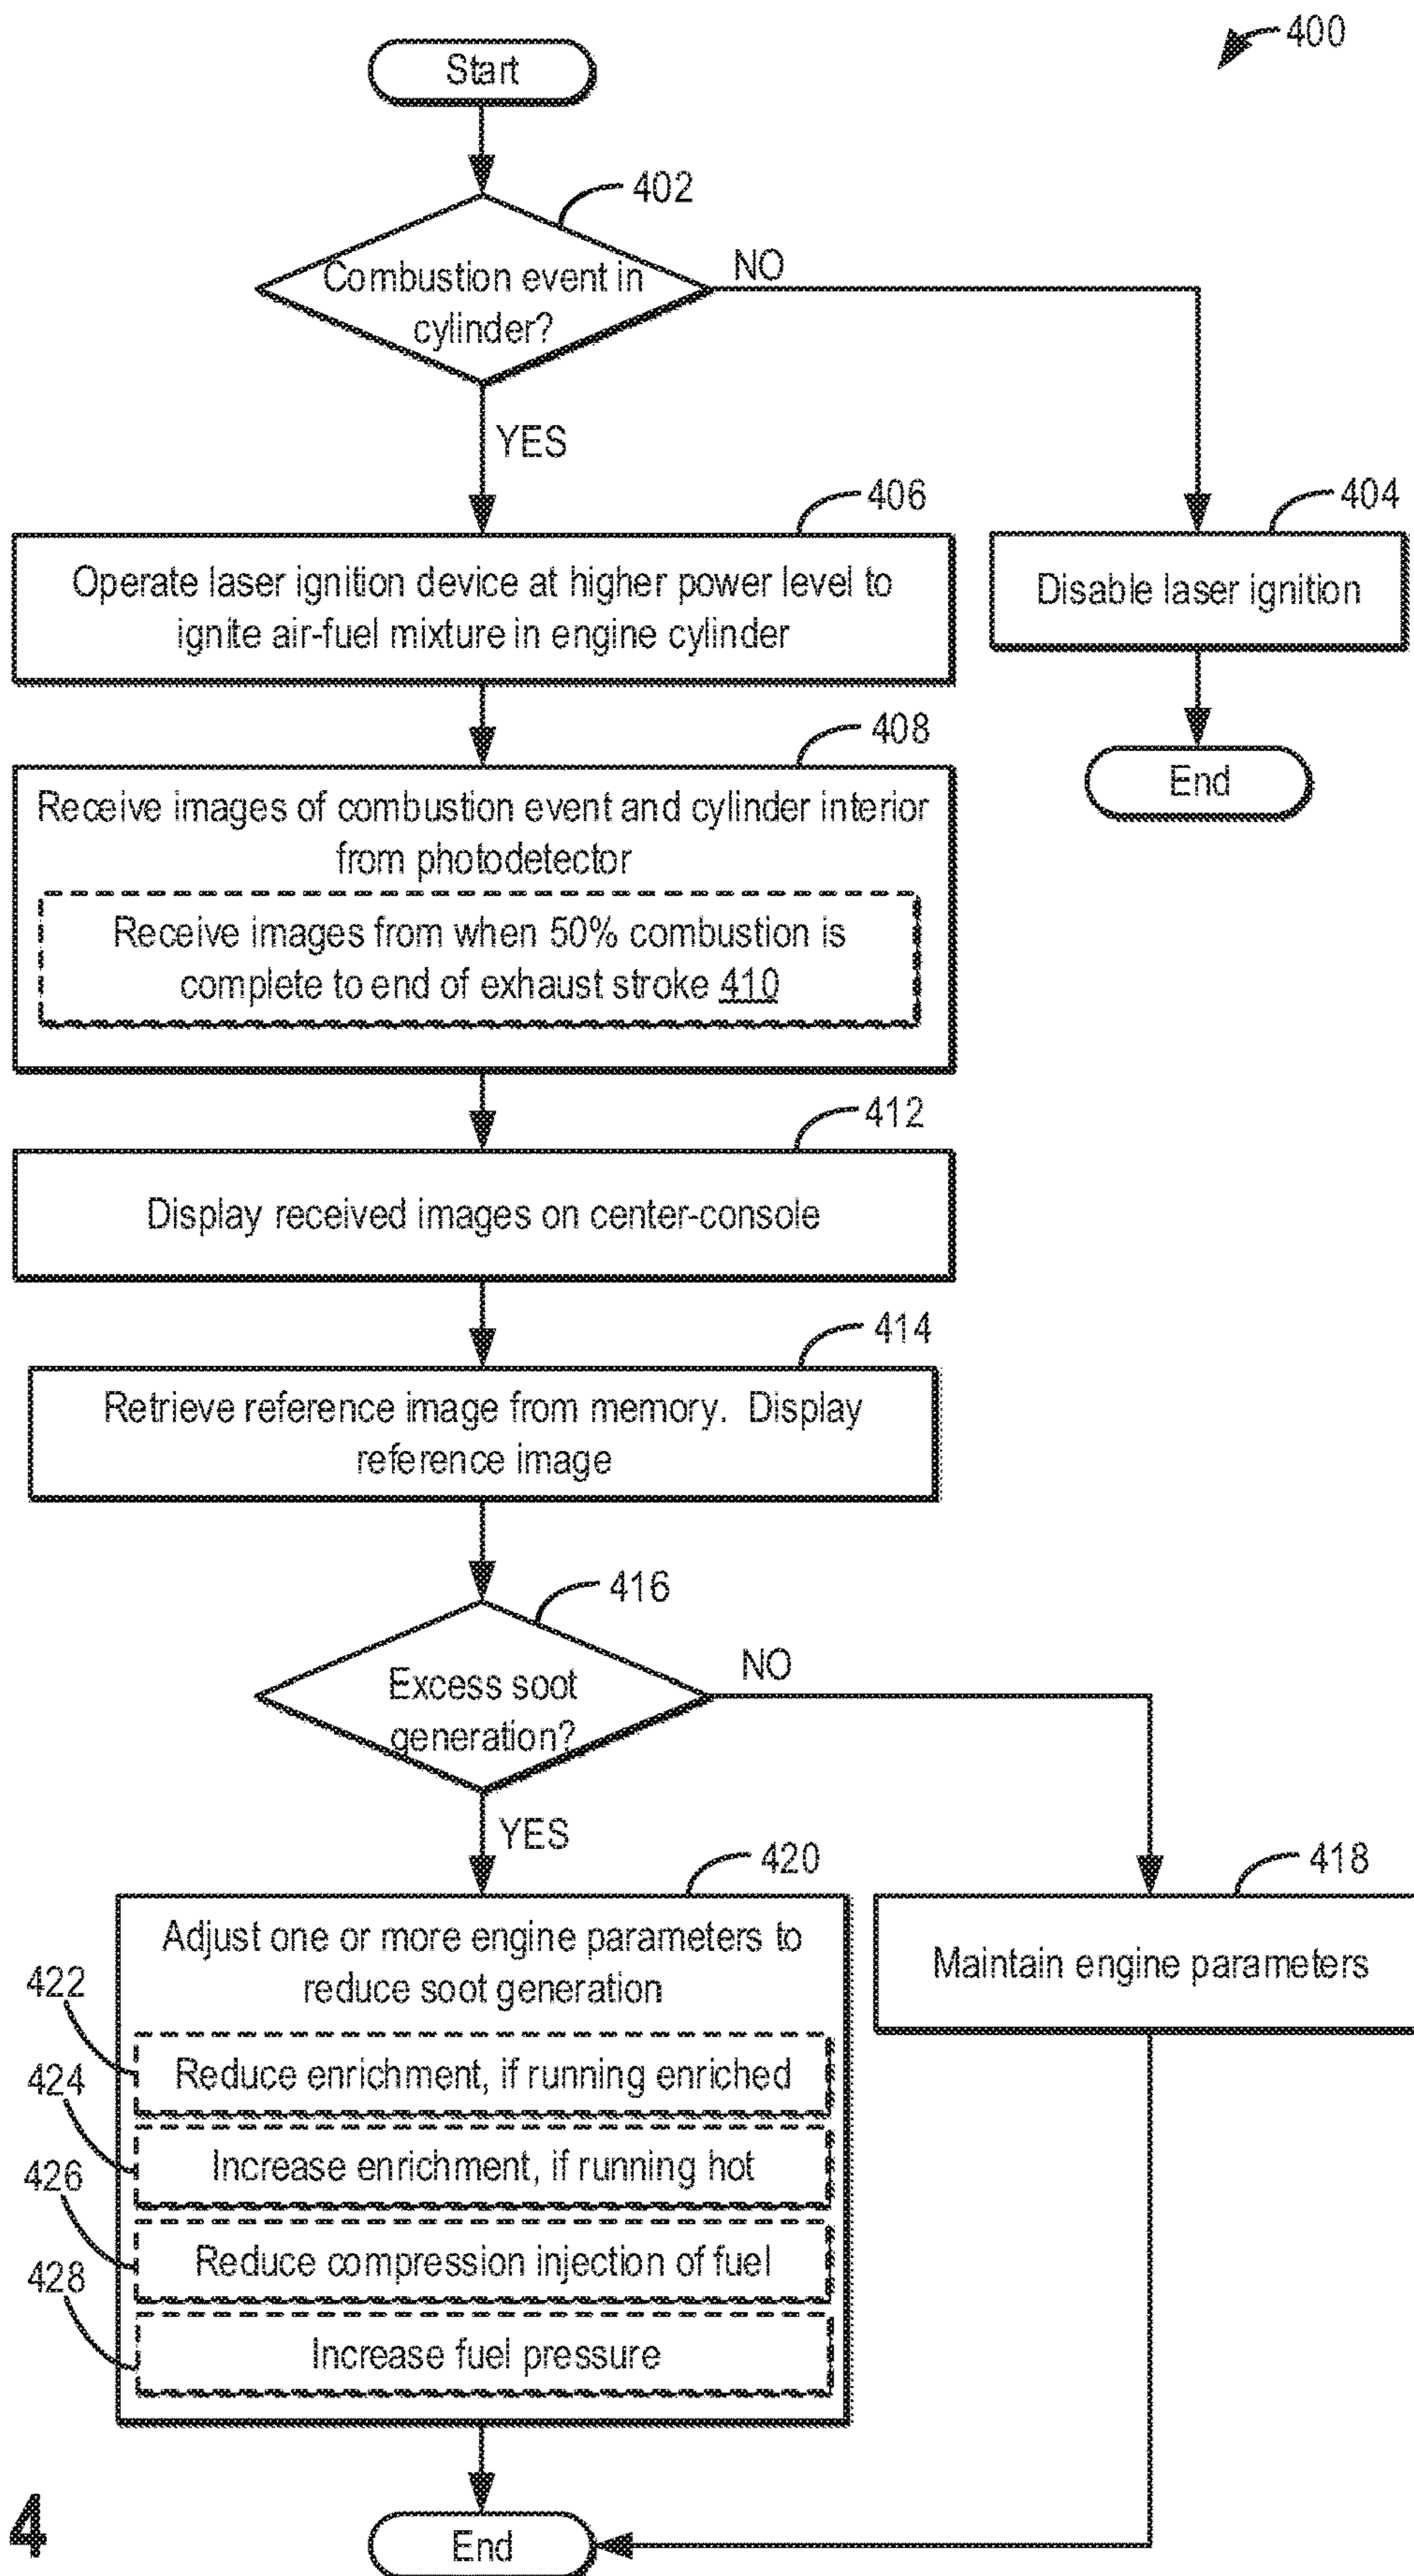 400
Start
402
Combustion event in
cylinder?
NO
YES
406
404
Operate laser ignition device at higher power level to
ignite air-fuel mixture in engine cylinder
Disable laser ignition
408
End
Receive images of combustion event and cylinder interior
from photodetector
Receive images from when 50% combustion is
complete to end of exhaust stroke 410
412
Display received images on center-console
414
Retrieve reference image from memory. Display
reference image
416
Excess soot
generation?
NO
YES
420
418
Adjust one or more engine parameters to
reduce soot generation
Maintain engine parameters
422
Reduce enrichment, if running enriched
424
Increase enrichment, if running hot
426
Reduce compression injection of fuel
428
Increase fuel pressure
4
End